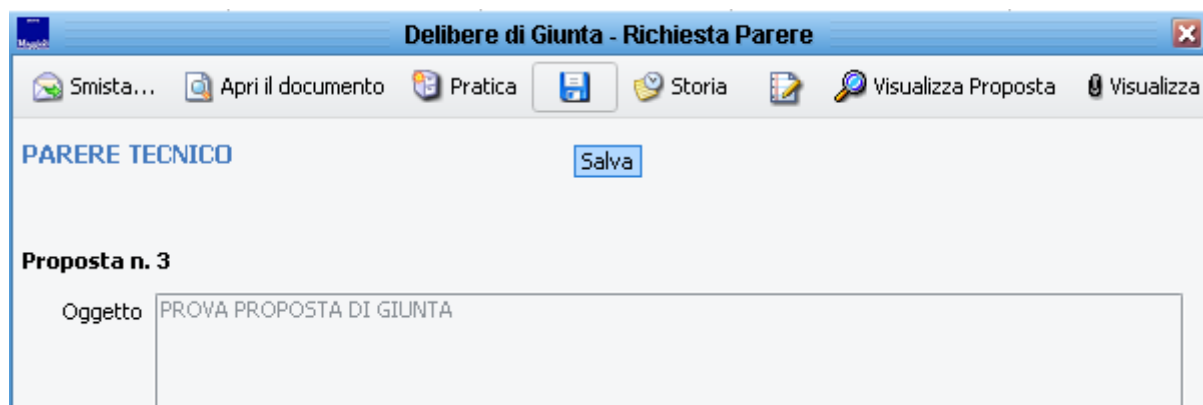 Delibere di Giunta - Richiesta Parere
Smista... Apri il documento Pratica Storia Visualizza Proposta Visualizza
PARERE TECNICO
Salva
Proposta n. 3
Oggetto PROVA PROPOSTA DI GIUNTA